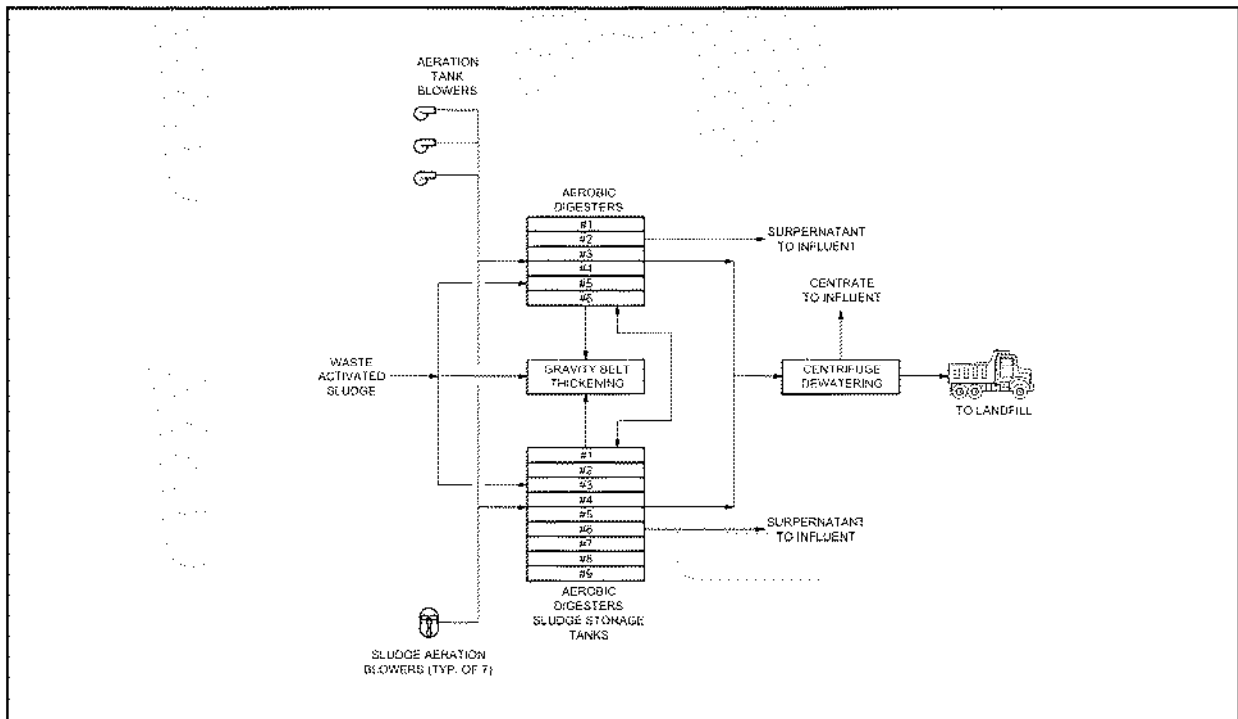 AERATION
TANK
BLOWERS
AEROBIC
DIGESTERS
#1
#2
#3
#4
#5
#6
SURPERNATANT
TO INFLUENT
CENTRATE
TO INFLUENT
WASTE
ACTIVATED
SLUDGE
GRAVITY BELT
THICKENING
CENTRIFUGE
DEWATERING
TO LANDFILL
#1
#2
#3
#4
#5
#6
#7
#8
#9
SURPERNATANT
TO INFLUENT
AEROBIC
DIGESTERS
SLUDGE STORAGE
TANKS
SLUDGE AERATION
BLOWERS (TYP. OF 7)